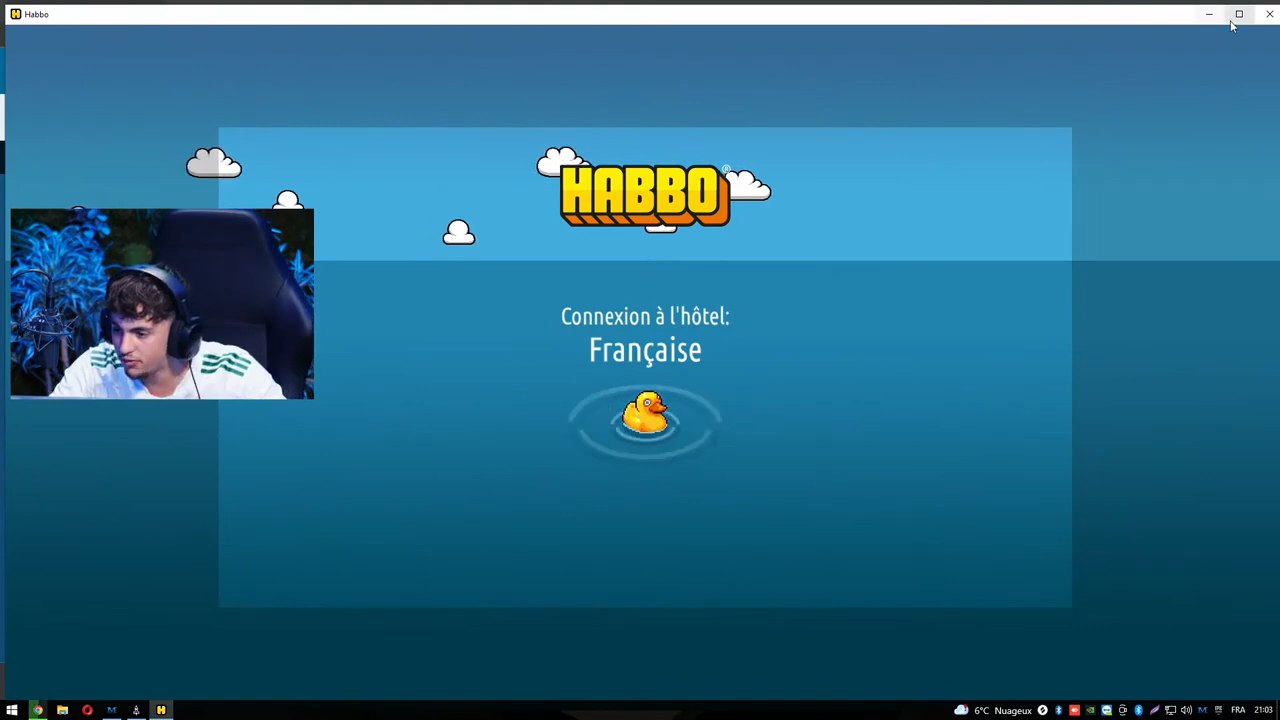 Habbo
HABBO
®
Connexion à l'hôtel:
Française
6°C Nuageux
FRA
21:03